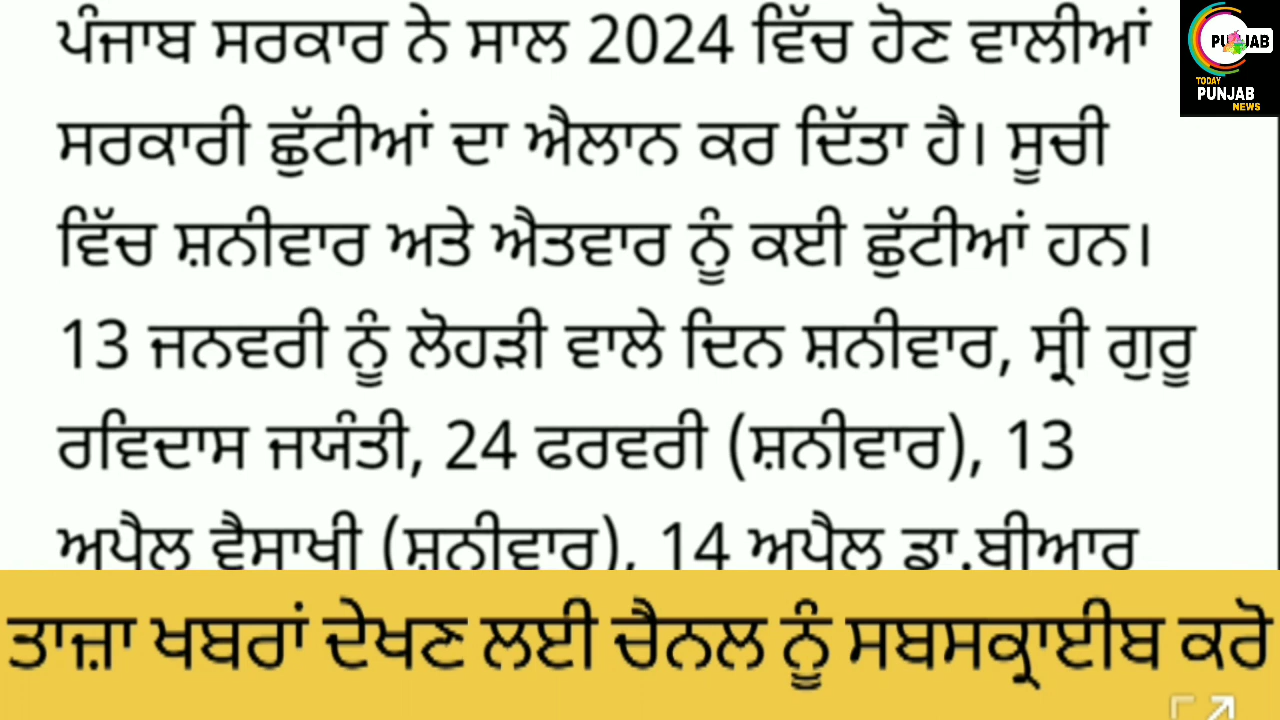 ਪੰਜਾਬ ਸਰਕਾਰ ਨੇ ਸਾਲ 2024 ਵਿੱਚ ਹੋਣ ਵਾਲੀਆਂ
ਸਰਕਾਰੀ ਛੁੱਟੀਆਂ ਦਾ ਐਲਾਨ ਕਰ ਦਿੱਤਾ ਹੈ। ਸੂਚੀ
ਵਿੱਚ ਸ਼ਨੀਵਾਰ ਅਤੇ ਐਤਵਾਰ ਨੂੰ ਕਈ ਛੁੱਟੀਆਂ ਹਨ।
13 ਜਨਵਰੀ ਨੂੰ ਲੋਹੜੀ ਵਾਲੇ ਦਿਨ ਸ਼ਨੀਵਾਰ, ਸ੍ਰੀ ਗੁਰੂ
ਰਵਿਦਾਸ ਜਯੰਤੀ, 24 ਫਰਵਰੀ (ਸ਼ਨੀਵਾਰ), 13
ਅਪ੍ਰੈਲ ਵੈਸਾਖੀ (ਸ਼ਨੀਵਾਰ), 14 ਅਪ੍ਰੈਲ ਡਾ.ਬੀਆਰ
ਤਾਜ਼ਾ ਖਬਰਾਂ ਦੇਖਣ ਲਈ ਚੈਨਲ ਨੂੰ ਸਬਸਕ੍ਰਾਈਬ ਕਰੋ
PUNJAB
TODAY
PUNJAB
NEWS